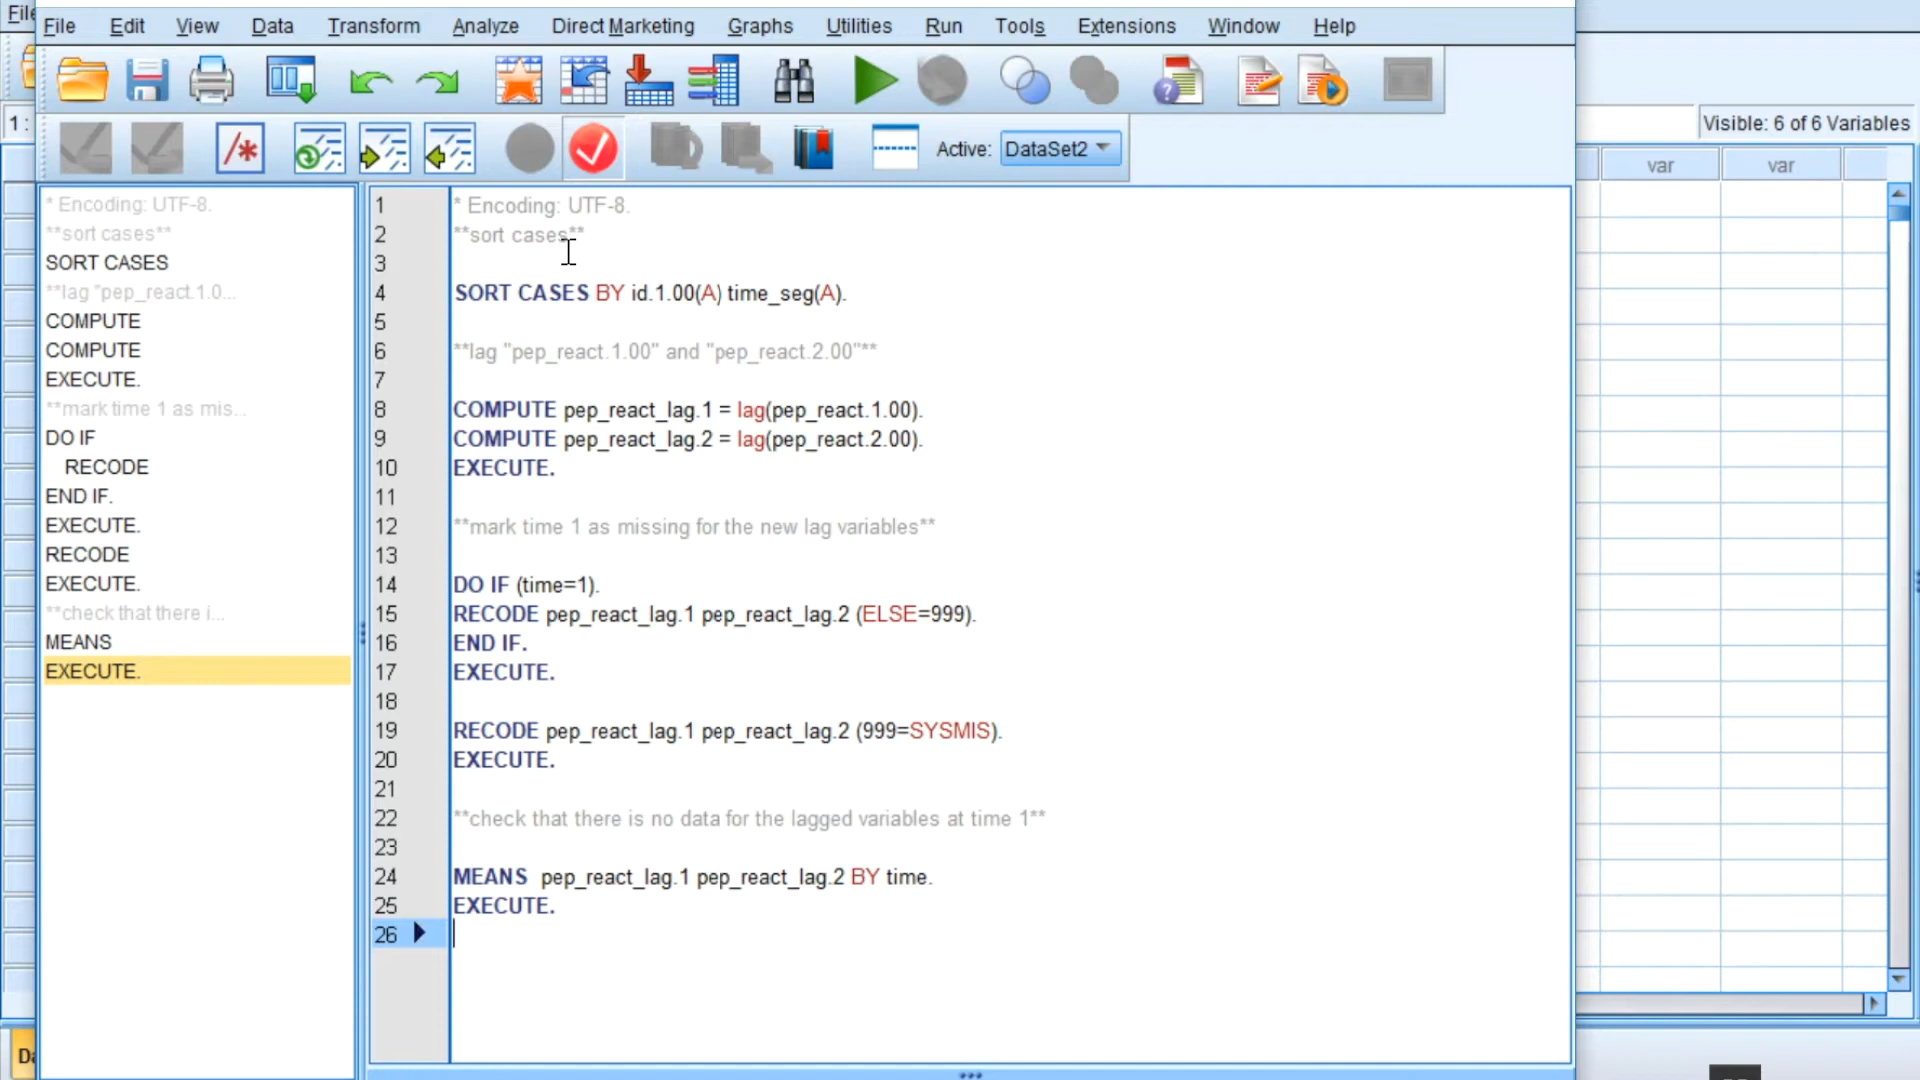 File
File Edit View Data Transform Analyze Direct Marketing Graphs Utilities Run Tools Extensions Window Help
Active: DataSet2
1 :
Visible: 6 of 6 Variables
var var
* Encoding: UTF-8.
**sort cases**
SORT CASES
**lag "pep_react.1.0...
COMPUTE
COMPUTE
EXECUTE.
**mark time 1 as mis...
DO IF
RECODE
END IF.
EXECUTE.
RECODE
EXECUTE.
**check that there i...
MEANS
EXECUTE.
1 * Encoding: UTF-8.
2 **sort cases**
3
4 SORT CASES BY id.1.00(A) time_seg(A).
5
6 **lag "pep_react.1.00" and "pep_react.2.00"**
7
8 COMPUTE pep_react_lag.1 = lag(pep_react.1.00).
9 COMPUTE pep_react_lag.2 = lag(pep_react.2.00).
10 EXECUTE.
11
12 **mark time 1 as missing for the new lag variables**
13
14 DO IF (time=1).
15 RECODE pep_react_lag.1 pep_react_lag.2 (ELSE=999).
16 END IF.
17 EXECUTE.
18
19 RECODE pep_react_lag.1 pep_react_lag.2 (999=SYSMIS).
20 EXECUTE.
21
22 **check that there is no data for the lagged variables at time 1**
23
24 MEANS  pep_react_lag.1 pep_react_lag.2 BY time.
25 EXECUTE.
26